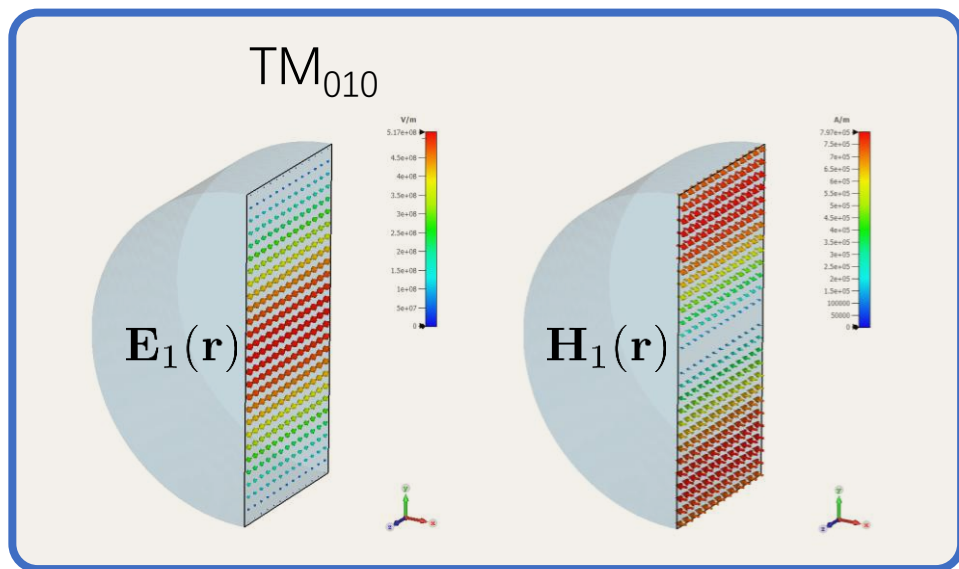 TM₀₁₀
V/m
5.17e+08
4.5e+08
4e+08
3.5e+08
3e+08
2.5e+08
2e+08
1.5e+08
1e+08
5e+07
0
E₁(r)
y
z
x
A/m
7.97e+05
7.5e+05
7e+05
6.5e+05
6e+05
5.5e+05
5e+05
4.5e+05
4e+05
3.5e+05
3e+05
2.5e+05
2e+05
1.5e+05
100000
50000
0
H₁(r)
y
z
x